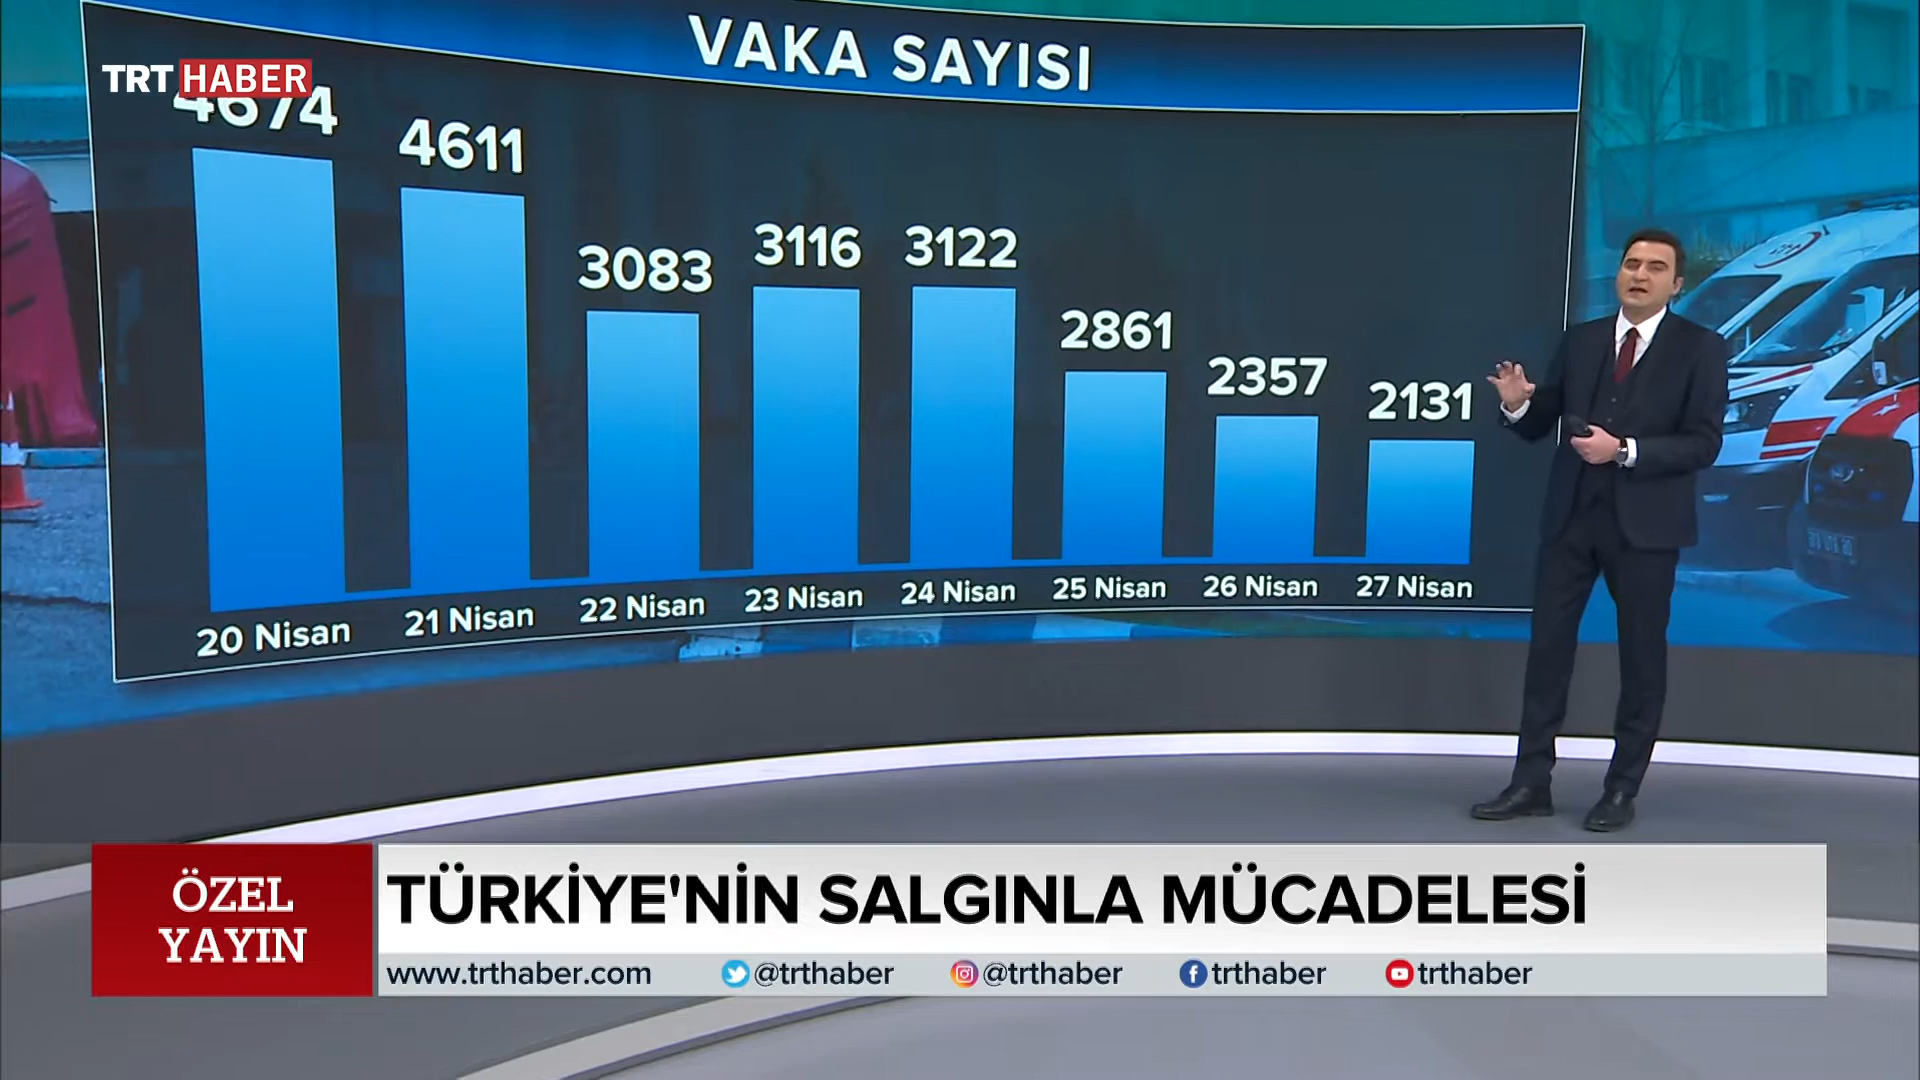 TRT HABER
VAKA SAYISI
4674
4611
3083
3116
3122
2861
2357
2131
20 Nisan
21 Nisan
22 Nisan
23 Nisan
24 Nisan
25 Nisan
26 Nisan
27 Nisan
ÖZEL
YAYIN
TÜRKİYE'NİN SALGINLA MÜCADELESİ
www.trthaber.com @trthaber @trthaber trthaber trthaber